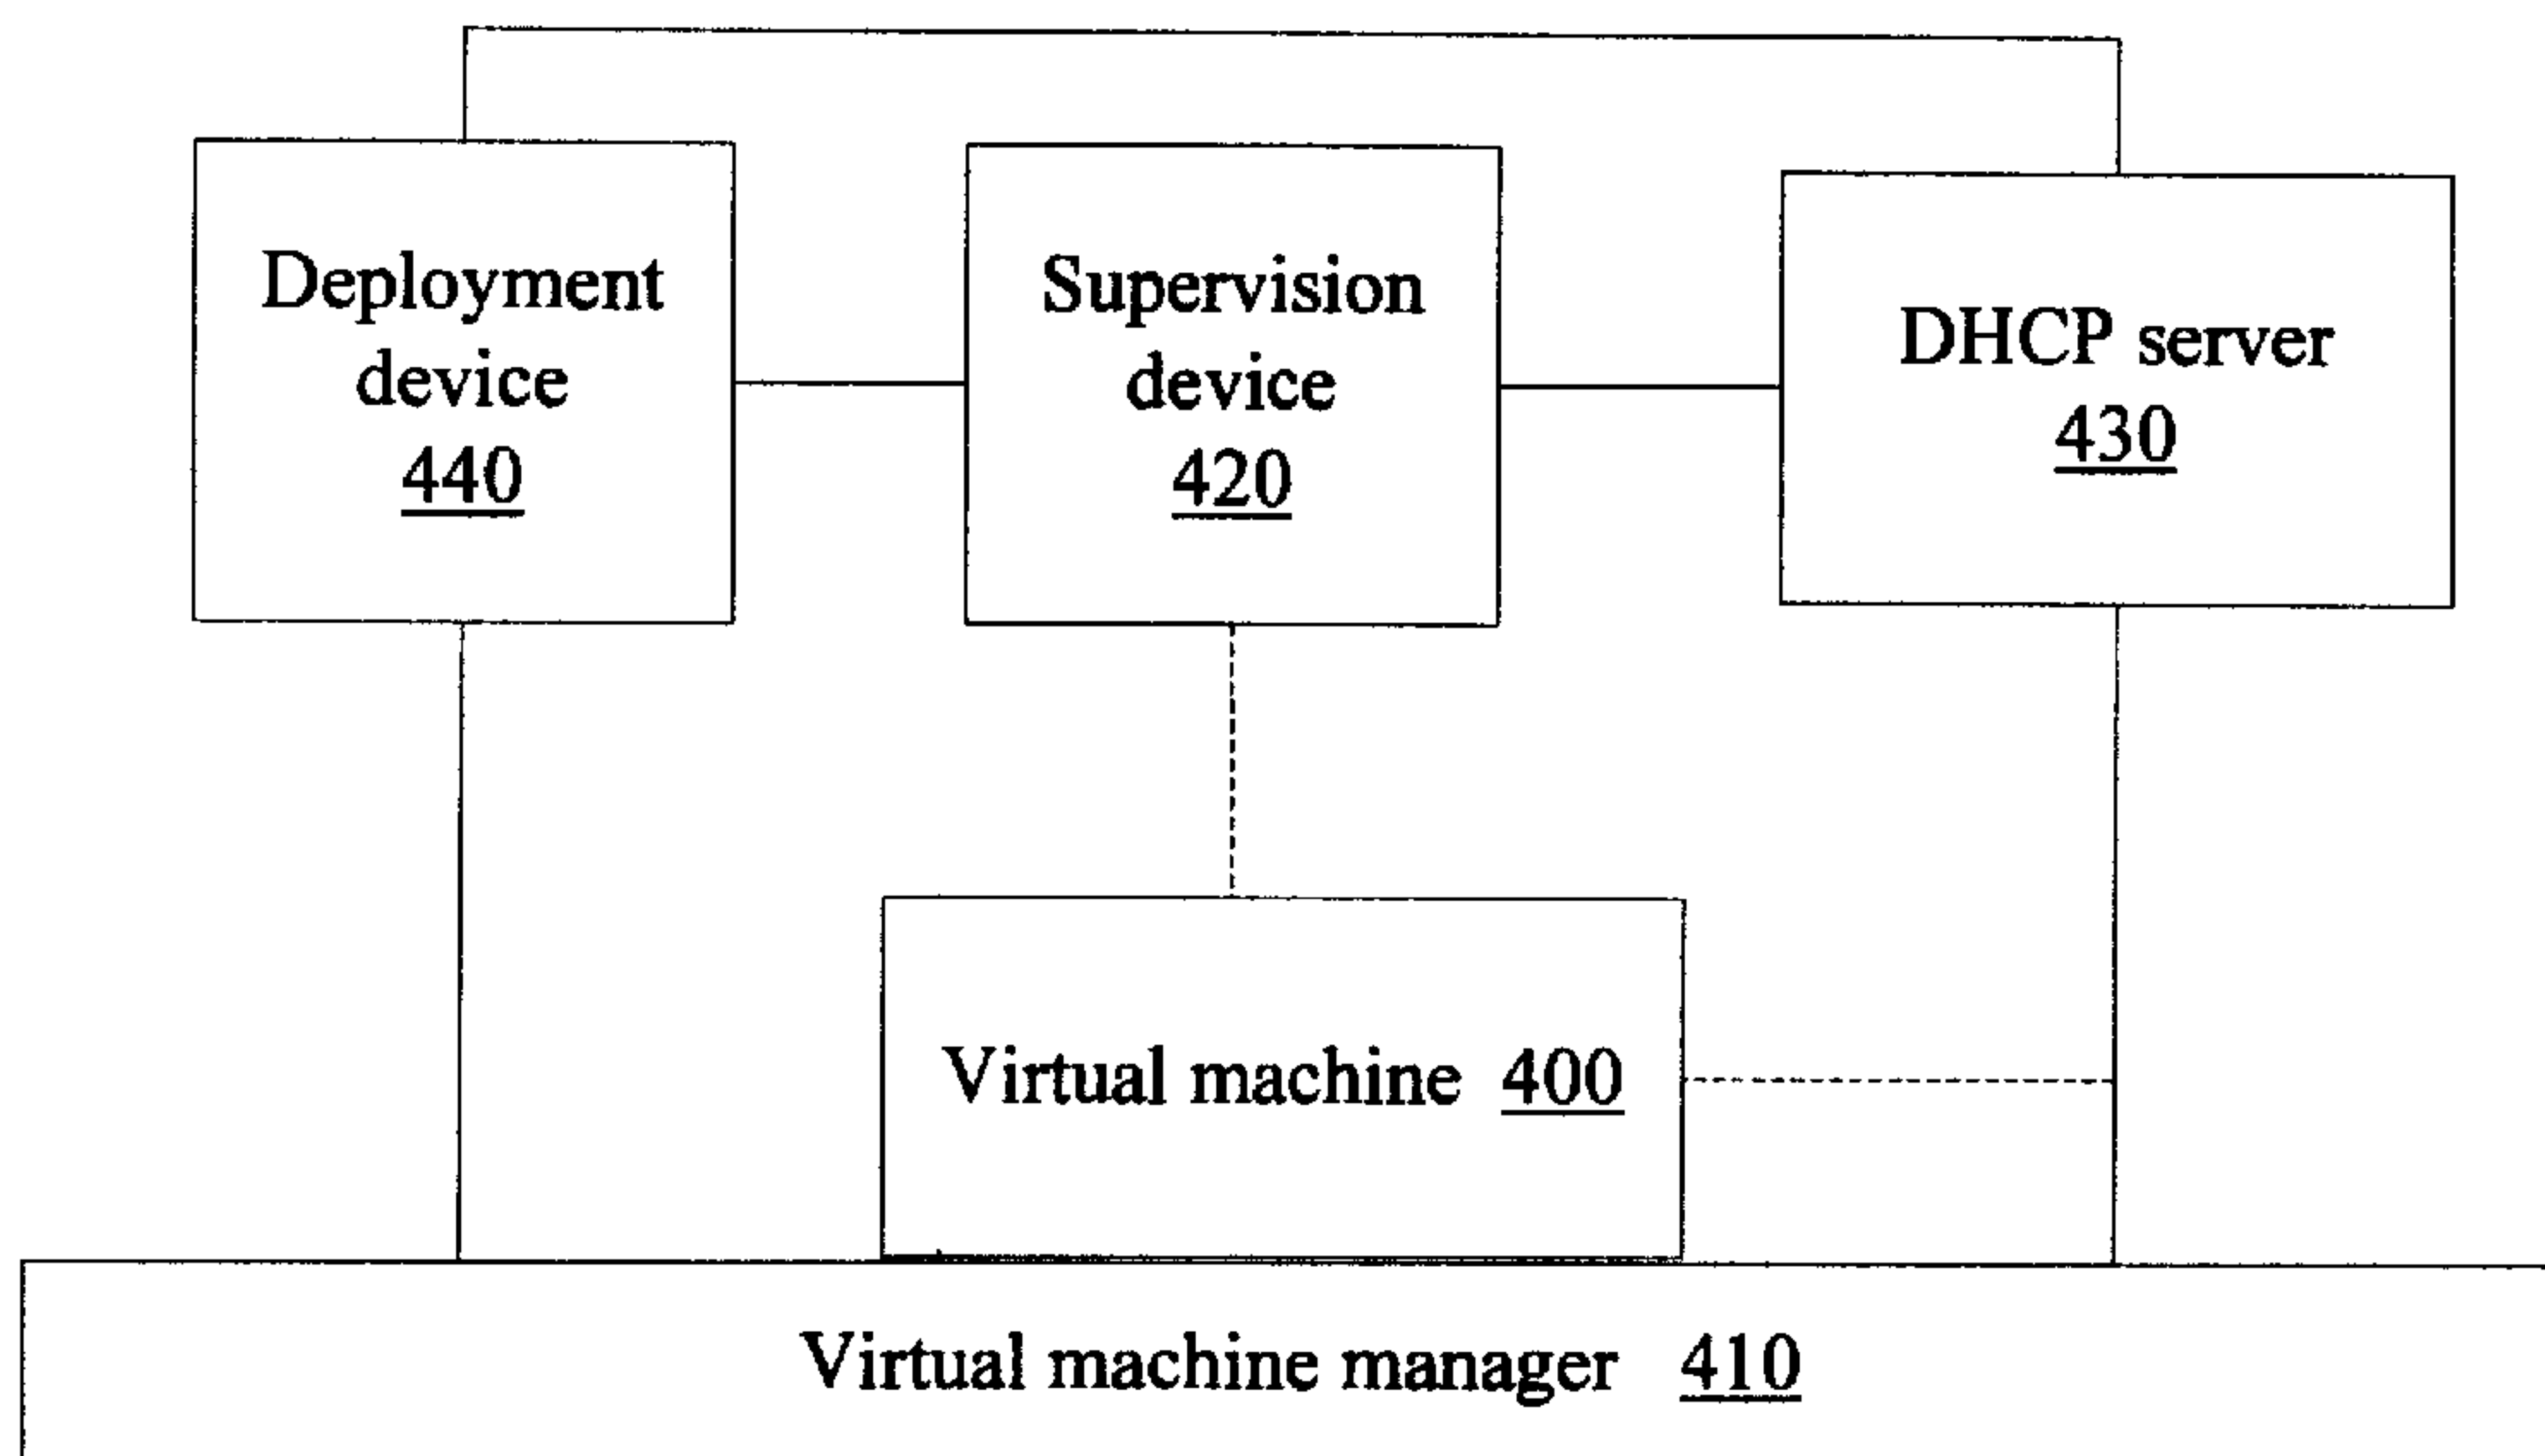 Deployment
device
440
Supervision
device
420
DHCP server
430
Virtual machine 400
Virtual machine manager 410